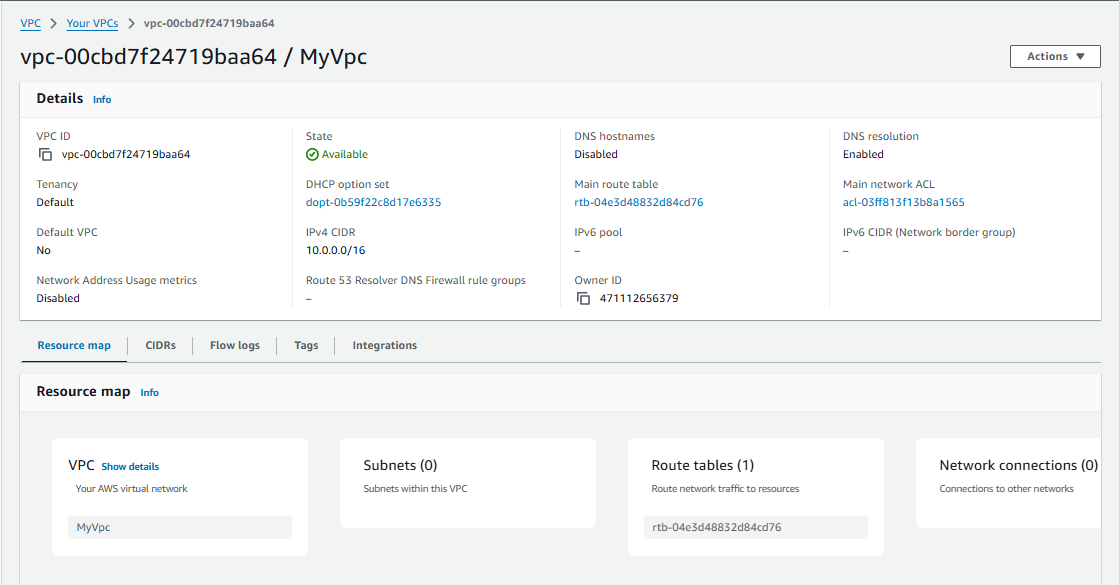 VPC > Your VPCs > vpc-00cbd7f24719baa64
vpc-00cbd7f24719baa64 / MyVpc
Actions ▼
Details Info
VPC ID
vpc-00cbd7f24719baa64
State
Available
DNS hostnames
Disabled
DNS resolution
Enabled
Tenancy
Default
DHCP option set
dopt-0b59f22c8d17e6335
Main route table
rtb-04e3d48832d84cd76
Main network ACL
acl-03ff813f13b8a1565
Default VPC
No
IPv4 CIDR
10.0.0.0/16
IPv6 pool
–
IPv6 CIDR (Network border group)
–
Network Address Usage metrics
Disabled
Route 53 Resolver DNS Firewall rule groups
–
Owner ID
471112656379
Resource map
CIDRs
Flow logs
Tags
Integrations
Resource map Info
VPC Show details
Your AWS virtual network
MyVpc
Subnets (0)
Subnets within this VPC
Route tables (1)
Route network traffic to resources
rtb-04e3d48832d84cd76
Network connections (0)
Connections to other networks